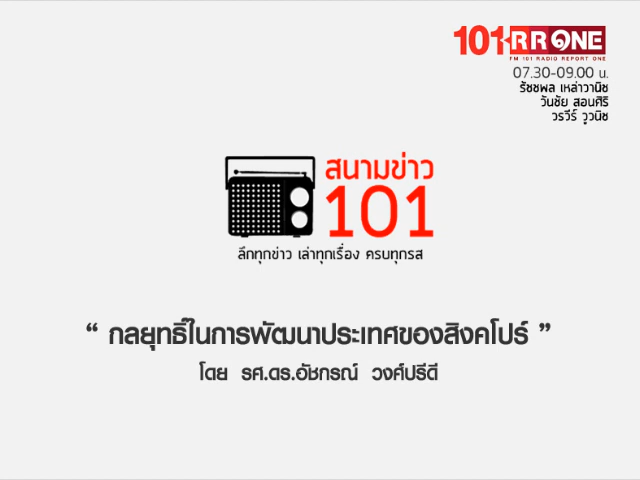 101 RR ONE
FM 101 RADIO REPORT ONE
07.30-09.00 น.
รัชชพล เหล่าวานิช
วันชัย สอนศิริ
วรวีร์ วูวนิช
สนามข่าว
101
ลึกทุกข่าว เล่าทุกเรื่อง ครบทุกรส
“ กลยุทธิ์ในการพัฒนาประเทศของสิงคโปร์ ”
โดย รศ.ดร.อัชกรณ์ วงศ์ปรีดี